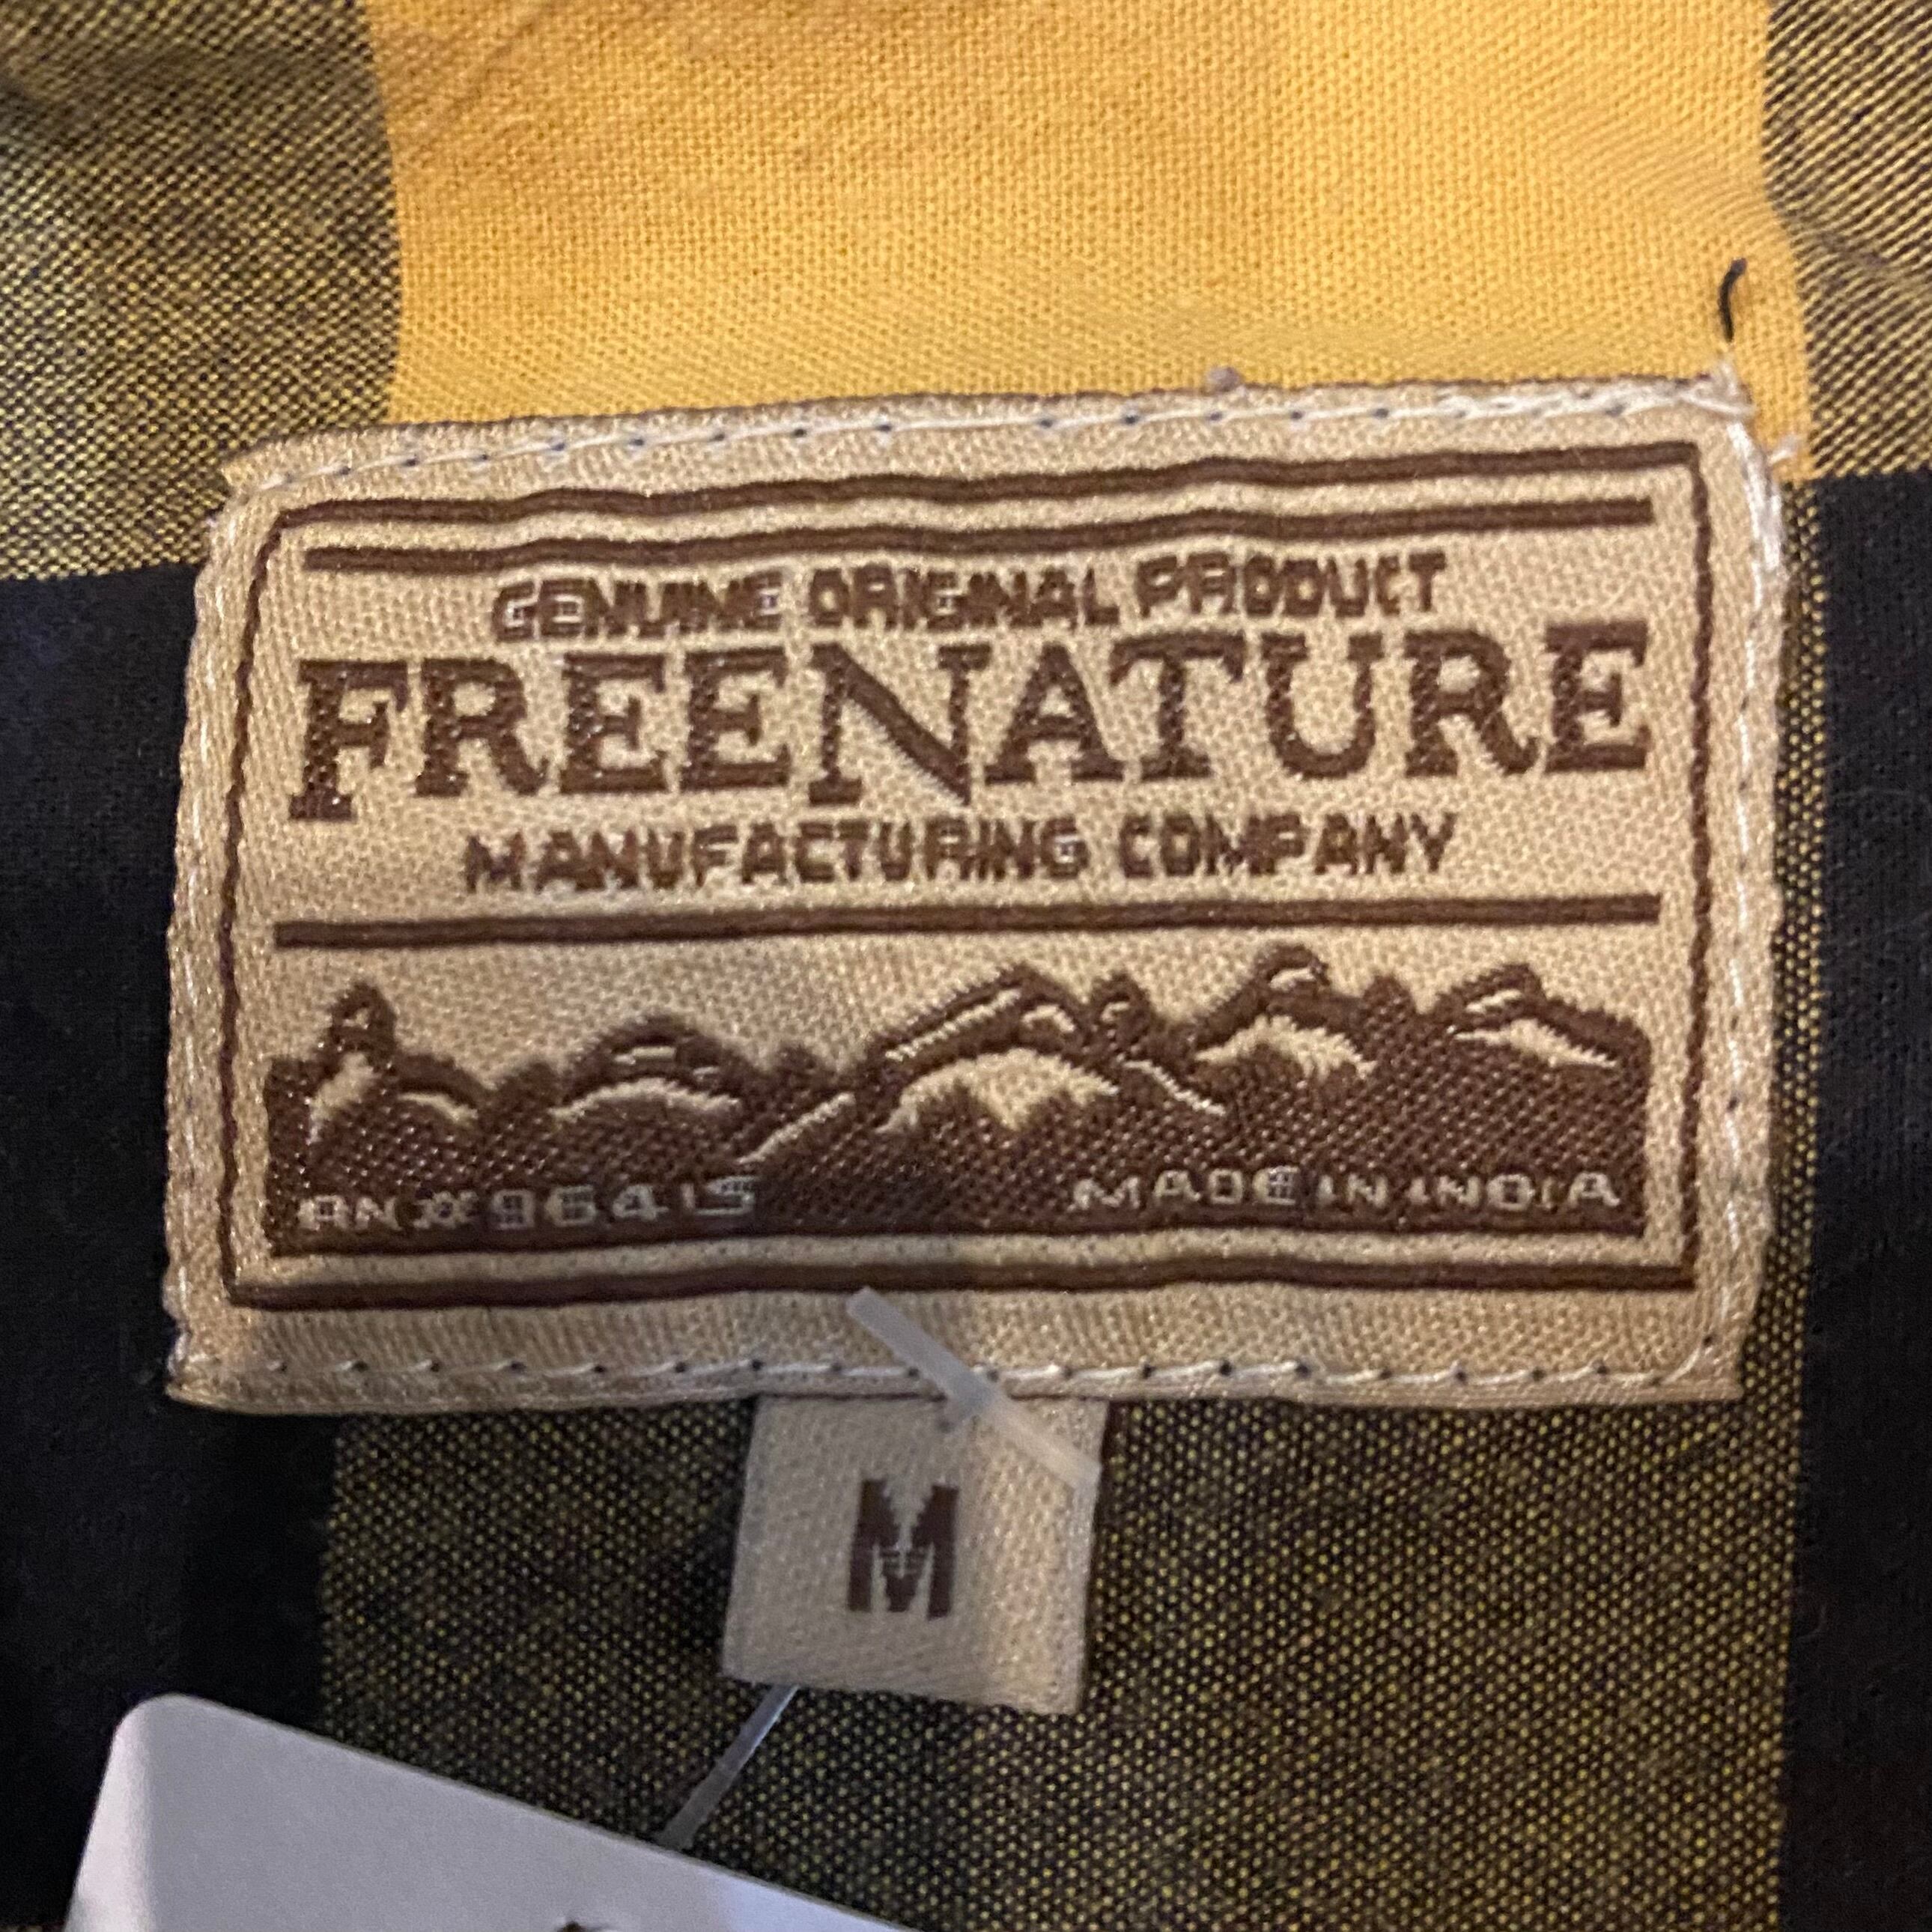 GENUINE ORIGINAL PRODUCT
FREENATURE
MANUFACTURING COMPANY
RN# 96415 MADE IN INDIA
M